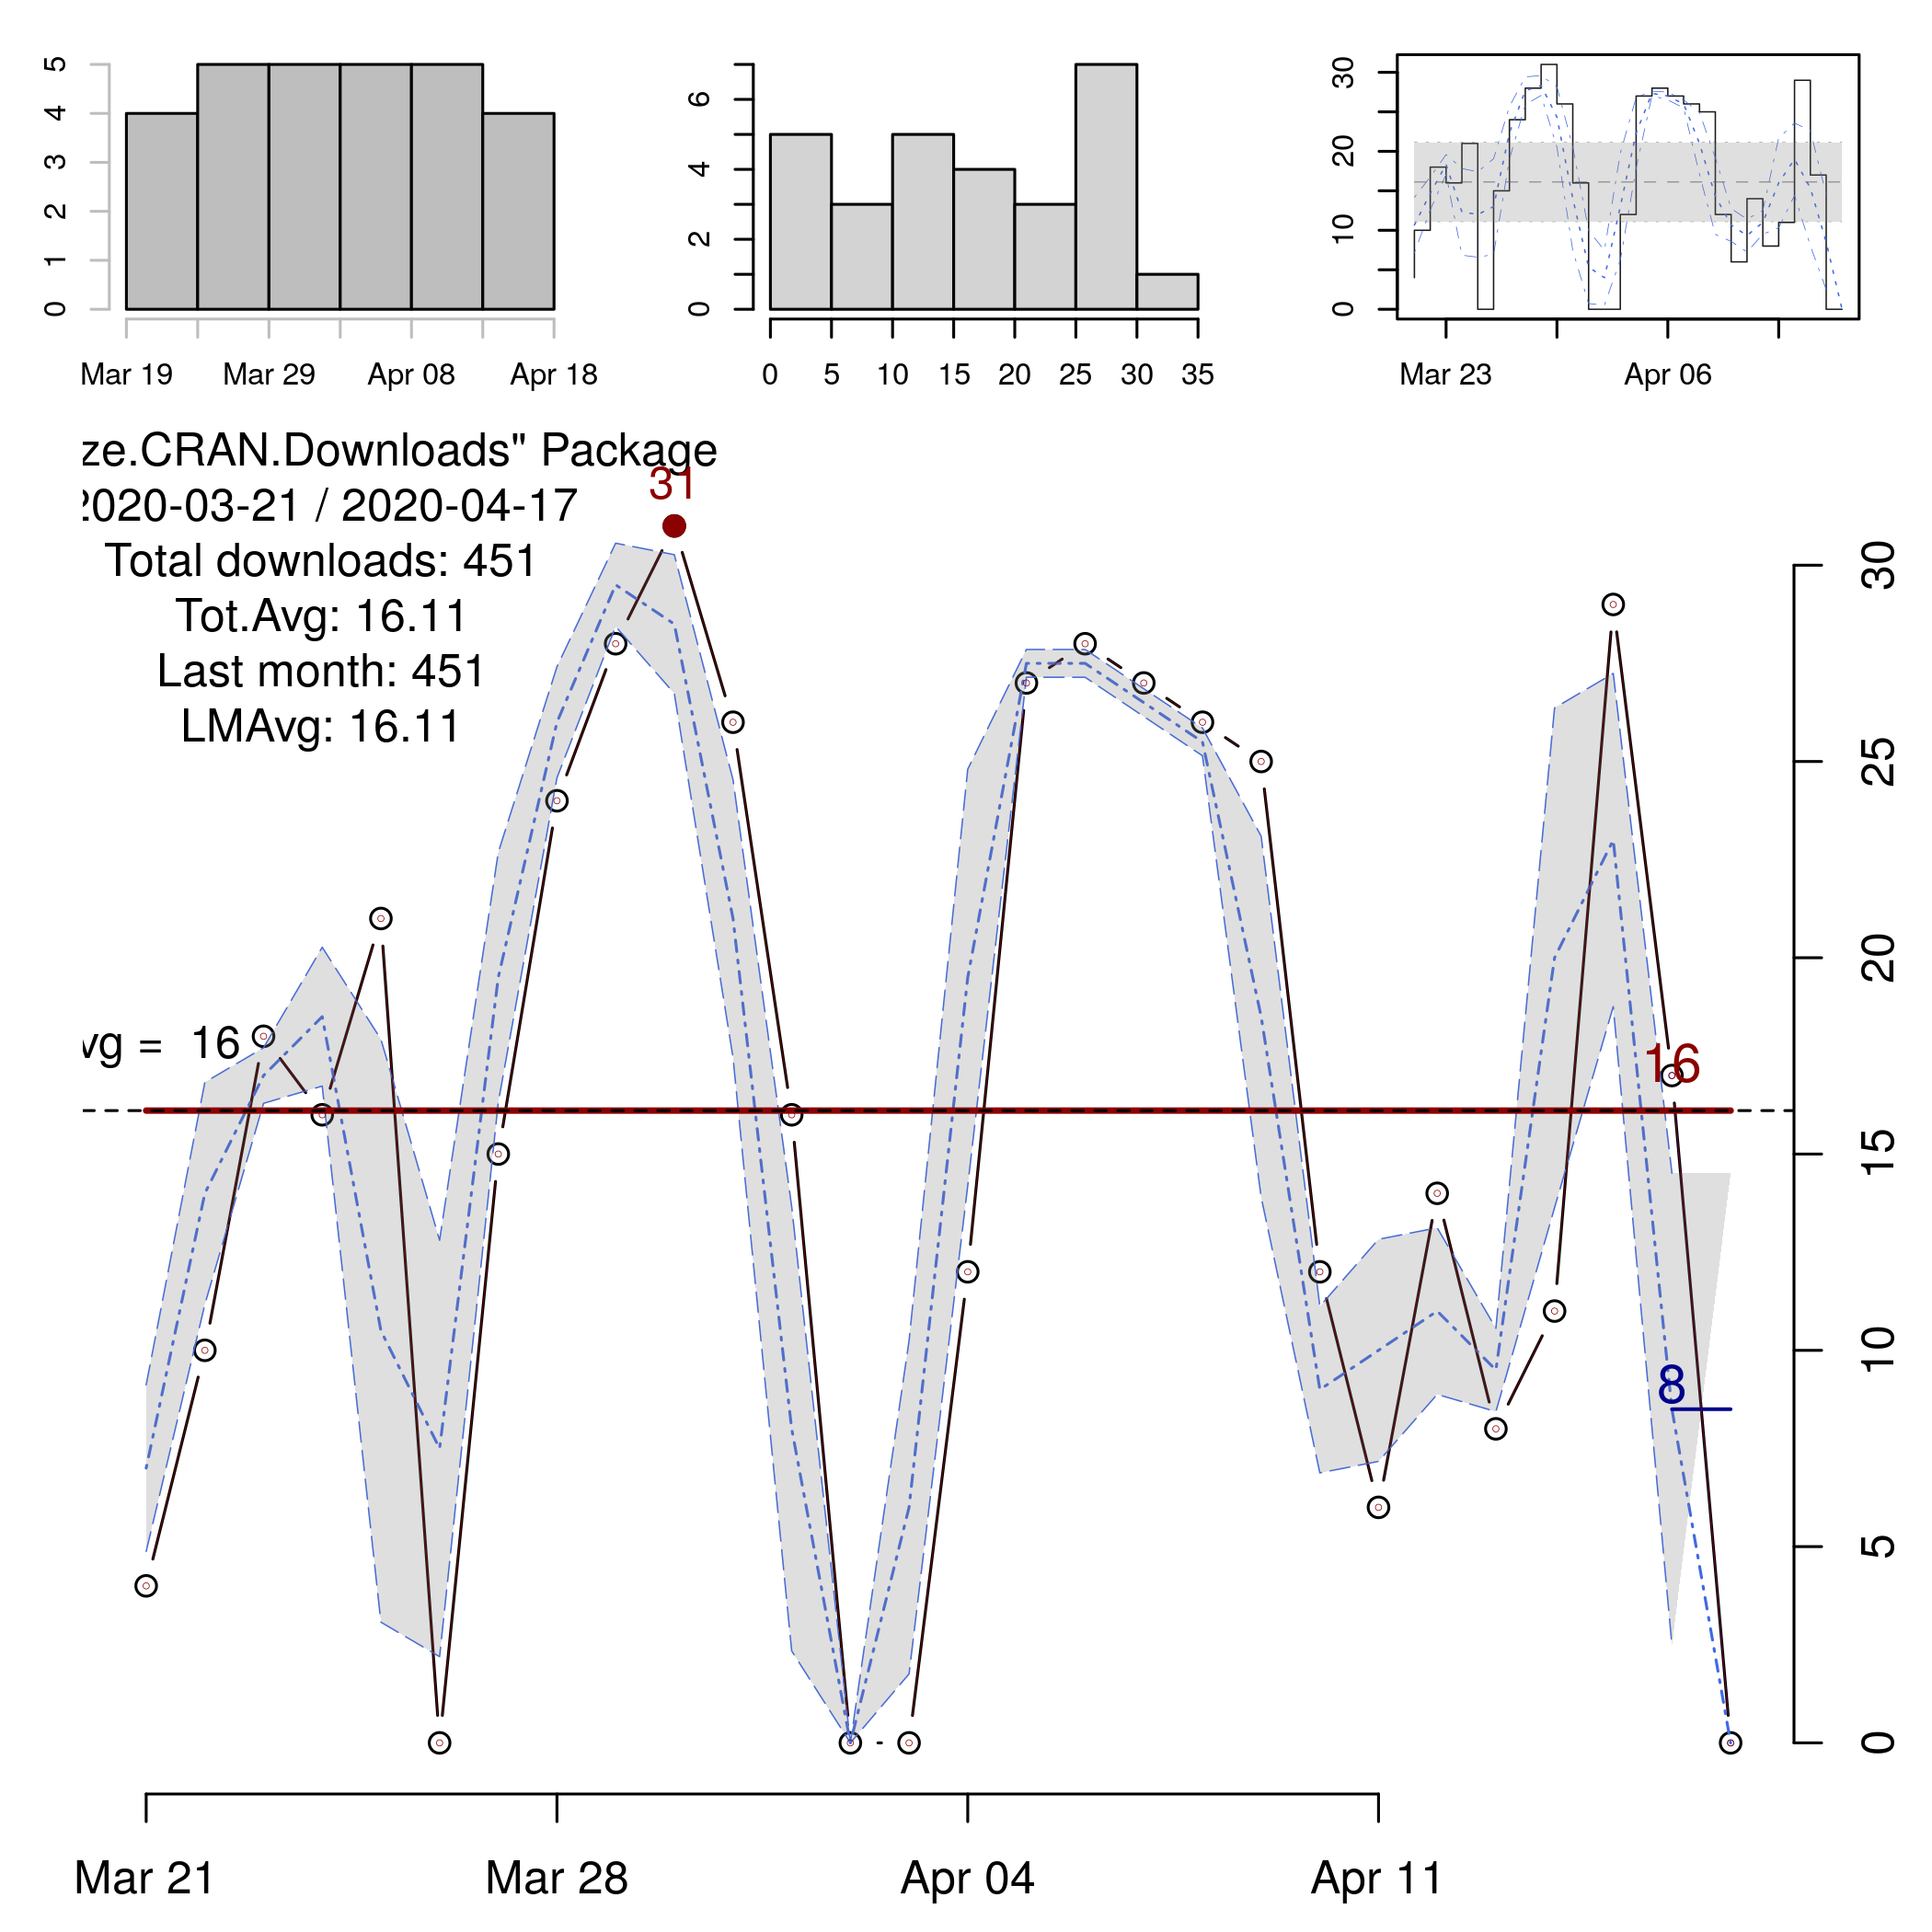 5
4
3
2
1
0
Mar 19 Mar 29 Apr 08 Apr 18
6
4
2
0
0 5 10 15 20 25 30 35
30
20
10
0
Mar 23 Apr 06
ze.CRAN.Downloads" Package
2020-03-21 / 2020-04-17
Total downloads: 451
Tot.Avg: 16.11
Last month: 451
LMAvg: 16.11
31
vg = 16
16
8
30
25
20
15
10
5
0
Mar 21 Mar 28 Apr 04 Apr 11